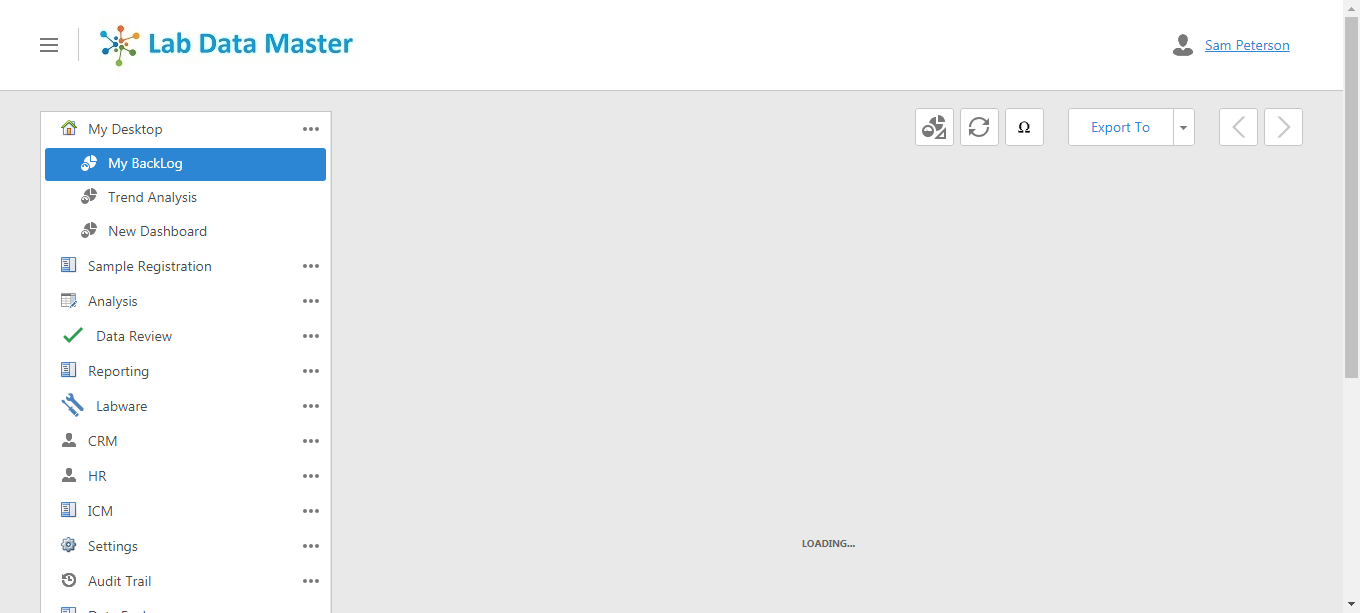 Lab Data Master
Sam Peterson
My Desktop
My BackLog
Trend Analysis
New Dashboard
Sample Registration
Analysis
Data Review
Reporting
Labware
CRM
HR
ICM
Settings
Audit Trail
Ω
Export To
LOADING...